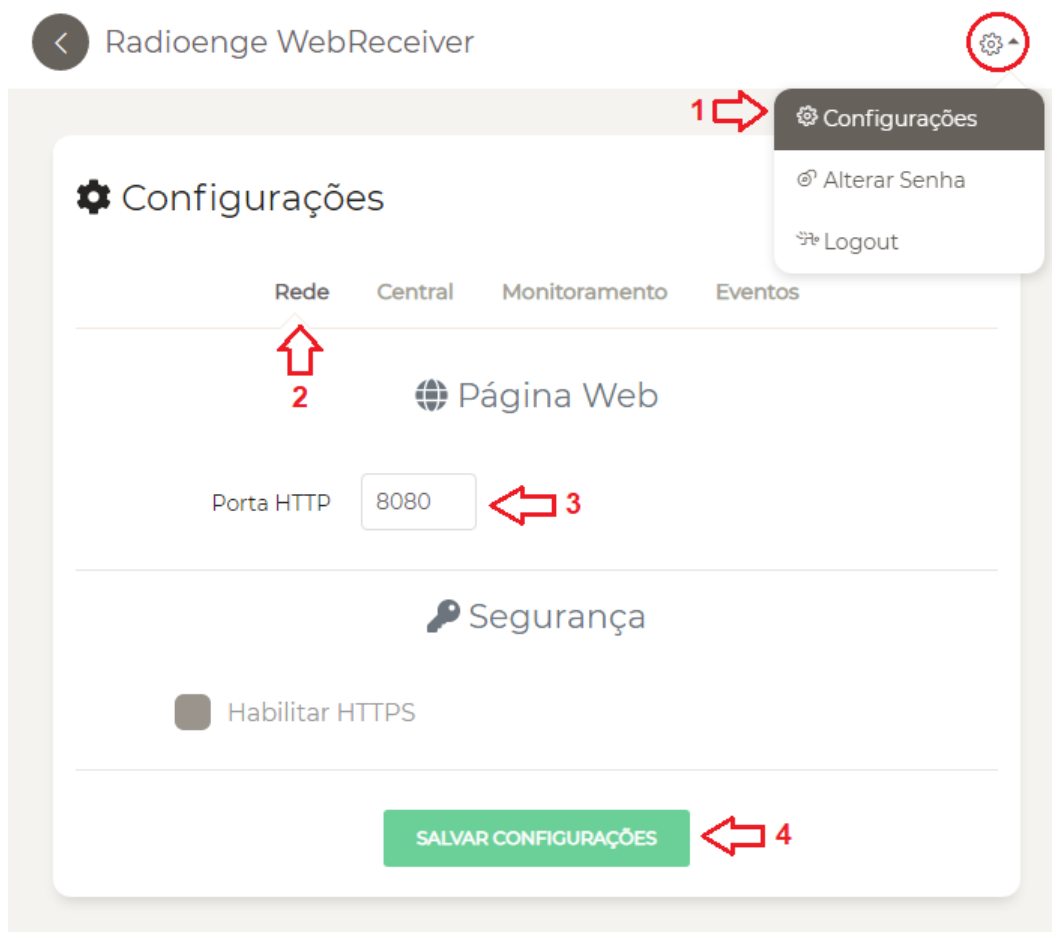 Radioenge WebReceiver
1
Configurações
Alterar Senha
Logout
Configurações
Rede Central Monitoramento Eventos
2
Página Web
Porta HTTP 8080 3
Segurança
Habilitar HTTPS
SALVAR CONFIGURAÇÕES 4